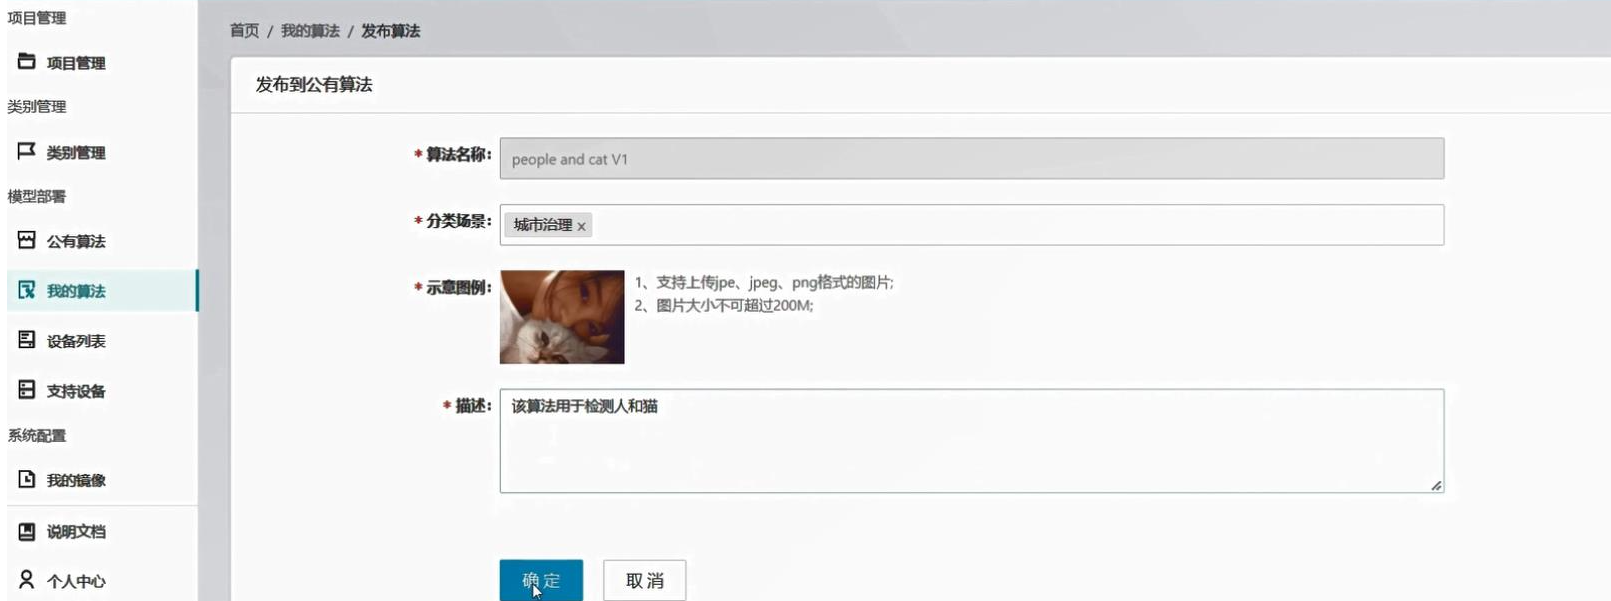 项目管理
项目管理
类别管理
类别管理
模型部署
公有算法
我的算法
设备列表
支持设备
系统配置
我的镜像
说明文档
个人中心
首页 / 我的算法 / 发布算法
发布到公有算法
* 算法名称: people and cat V1
* 分类场景: 城市治理 ×
* 示意图例: 1、支持上传jpe、jpeg、png格式的图片;
2、图片大小不可超过200M;
* 描述: 该算法用于检测人和猫
确定 取消